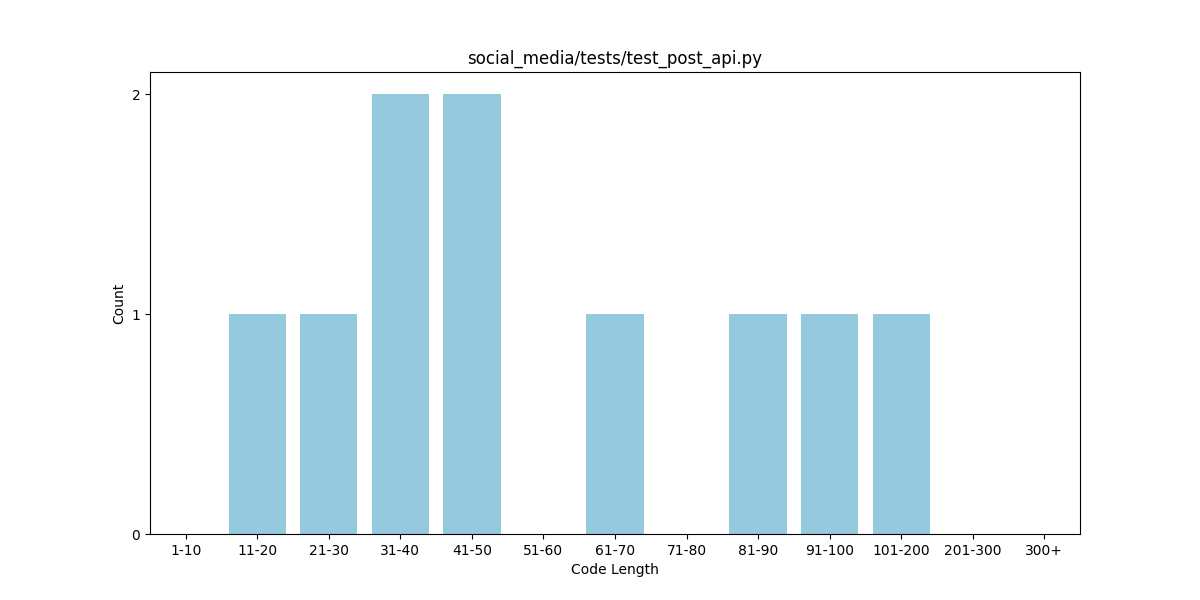 social_media/tests/test_post_api.py
2
1
0
Count
1-10 11-20 21-30 31-40 41-50 51-60 61-70 71-80 81-90 91-100 101-200 201-300 300+
Code Length